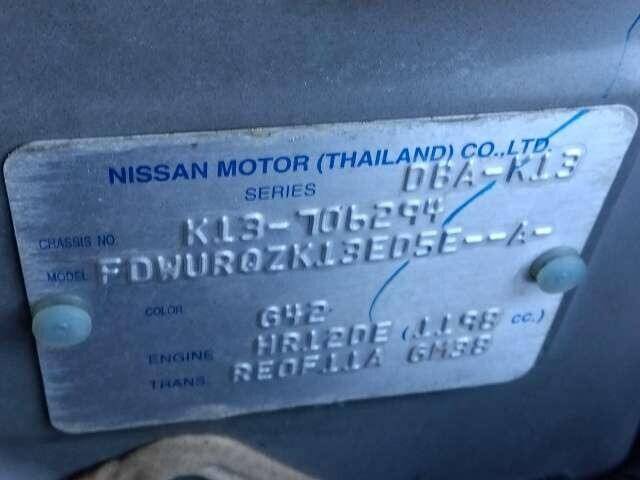 NISSAN MOTOR (THAILAND) CO.,LTD.
SERIES DBA-K13
CHASSIS NO. K13-706294
MODEL FDWURQZK13EDSE--A-
COLOR G42
ENGINE HR12DE (1198 CC.)
TRANS. RE0F11A GM38